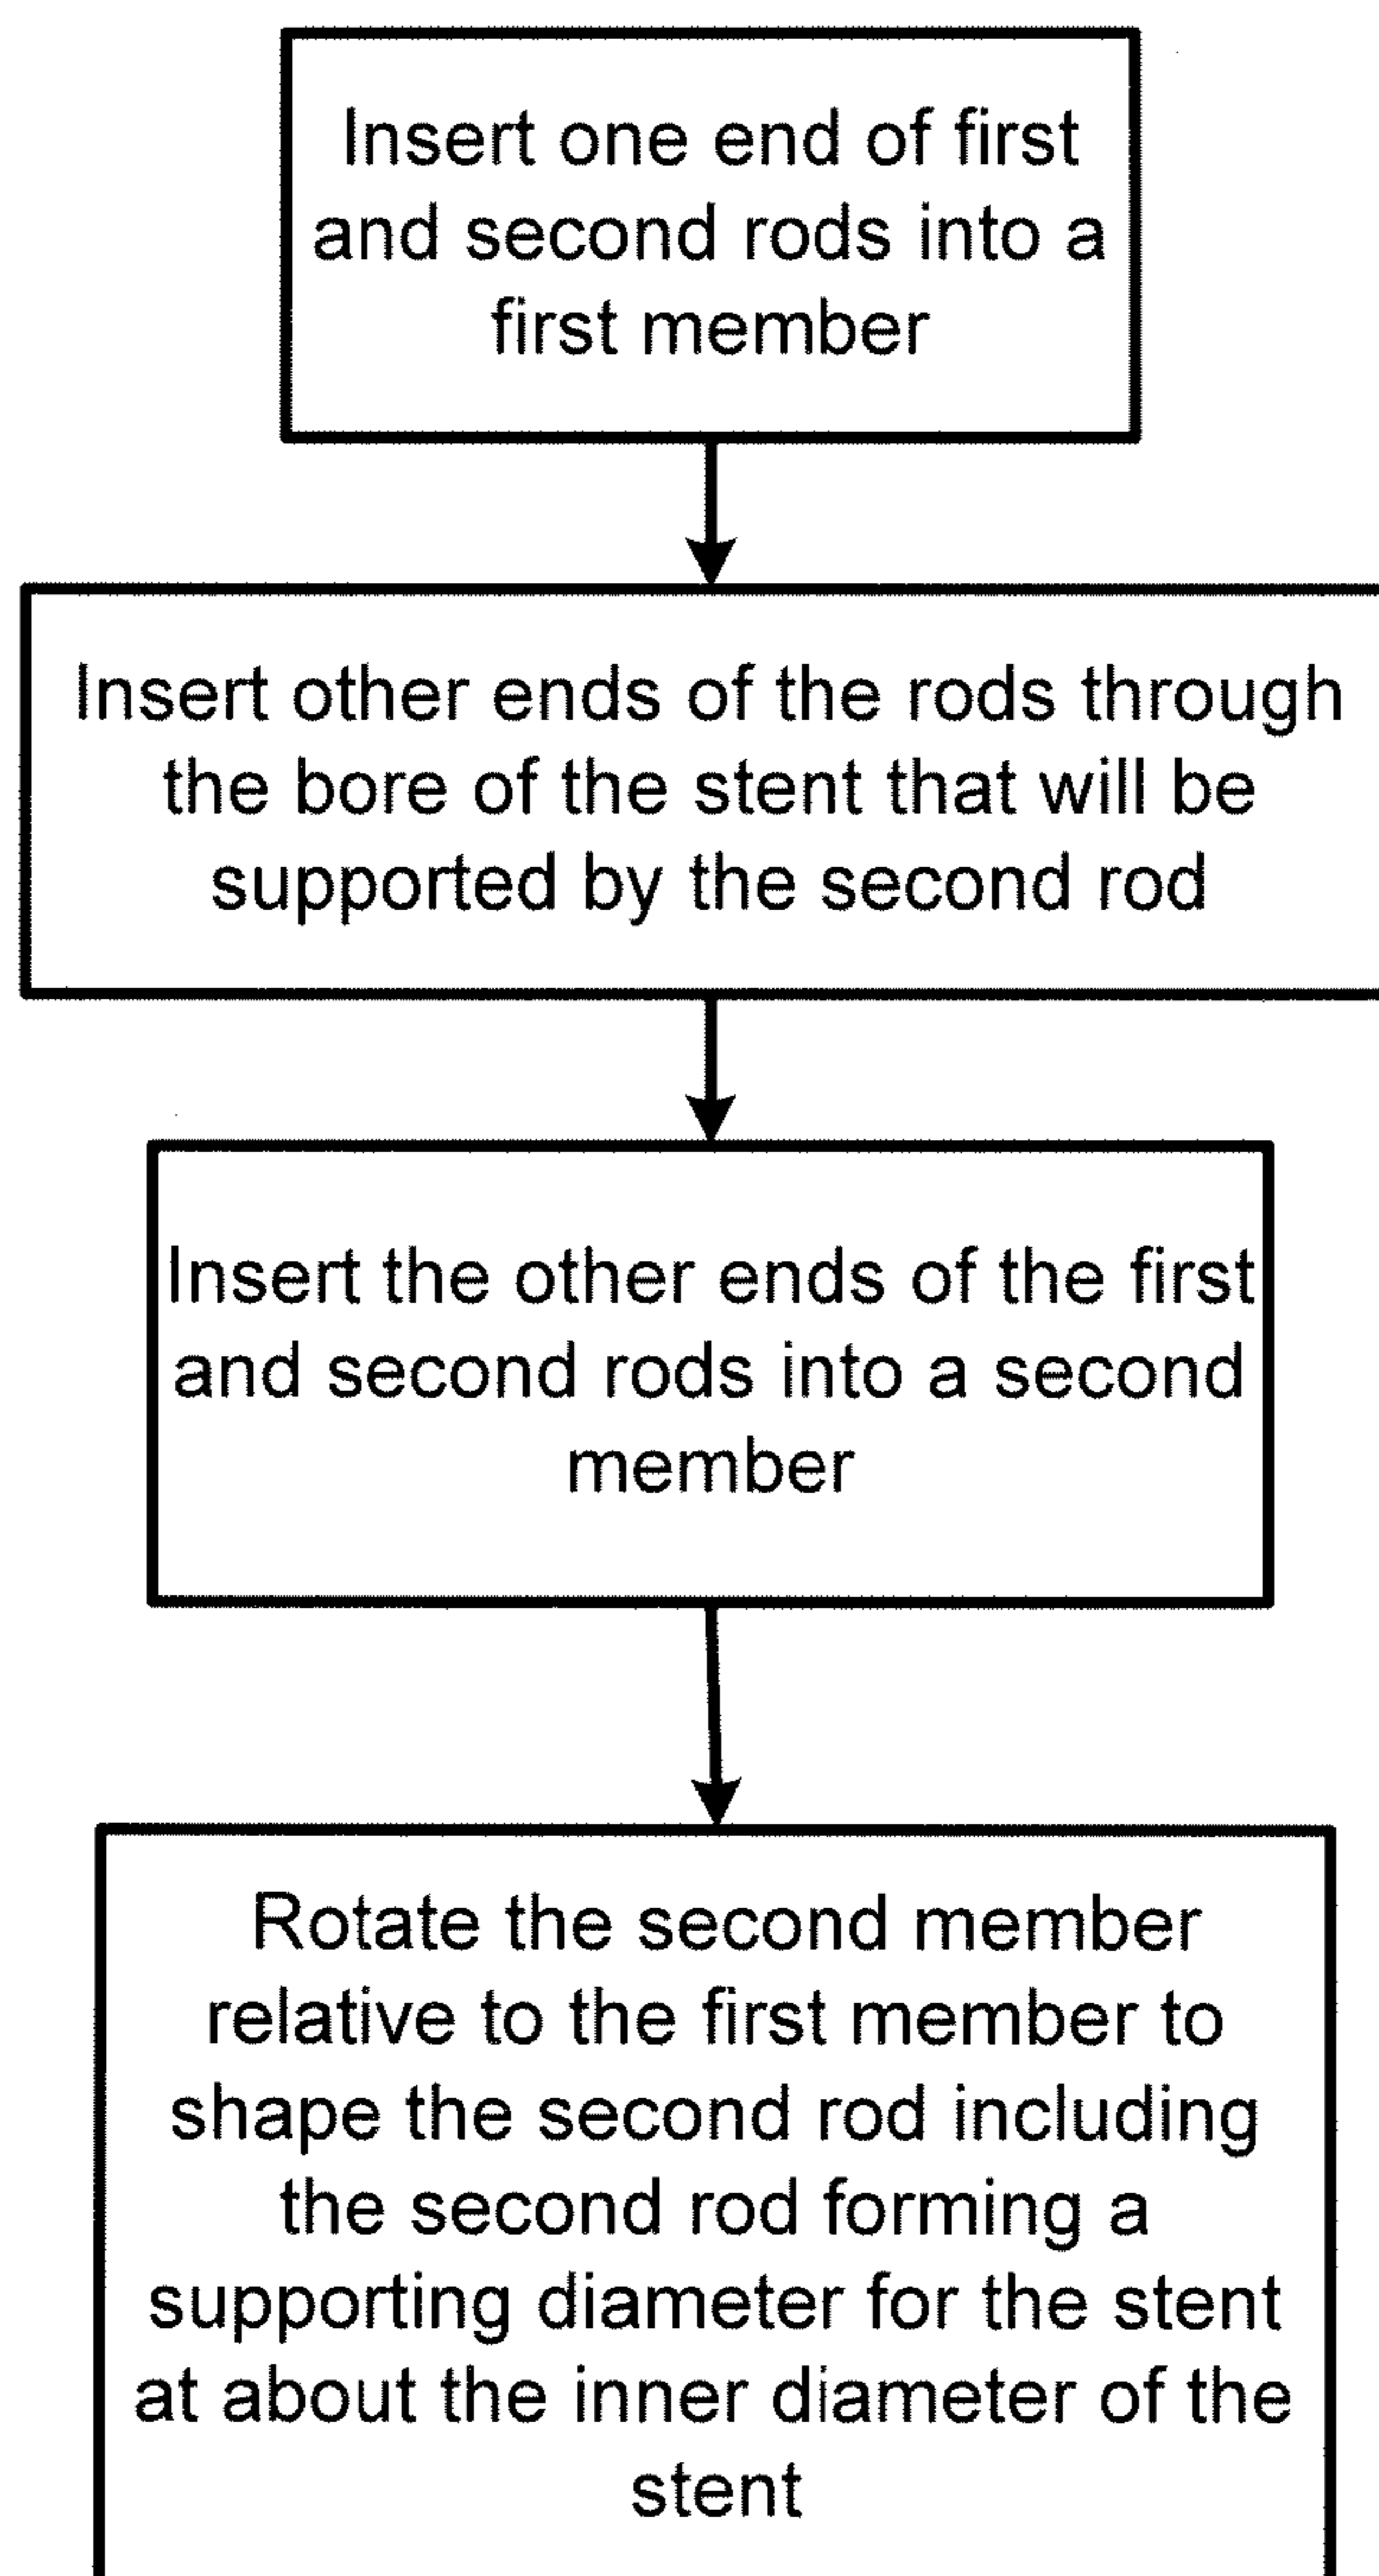 Insert one end of first
and second rods into a
first member
Insert other ends of the rods through
the bore of the stent that will be
supported by the second rod
Insert the other ends of the first
and second rods into a second
member
Rotate the second member
relative to the first member to
shape the second rod including
the second rod forming a
supporting diameter for the stent
at about the inner diameter of the
stent